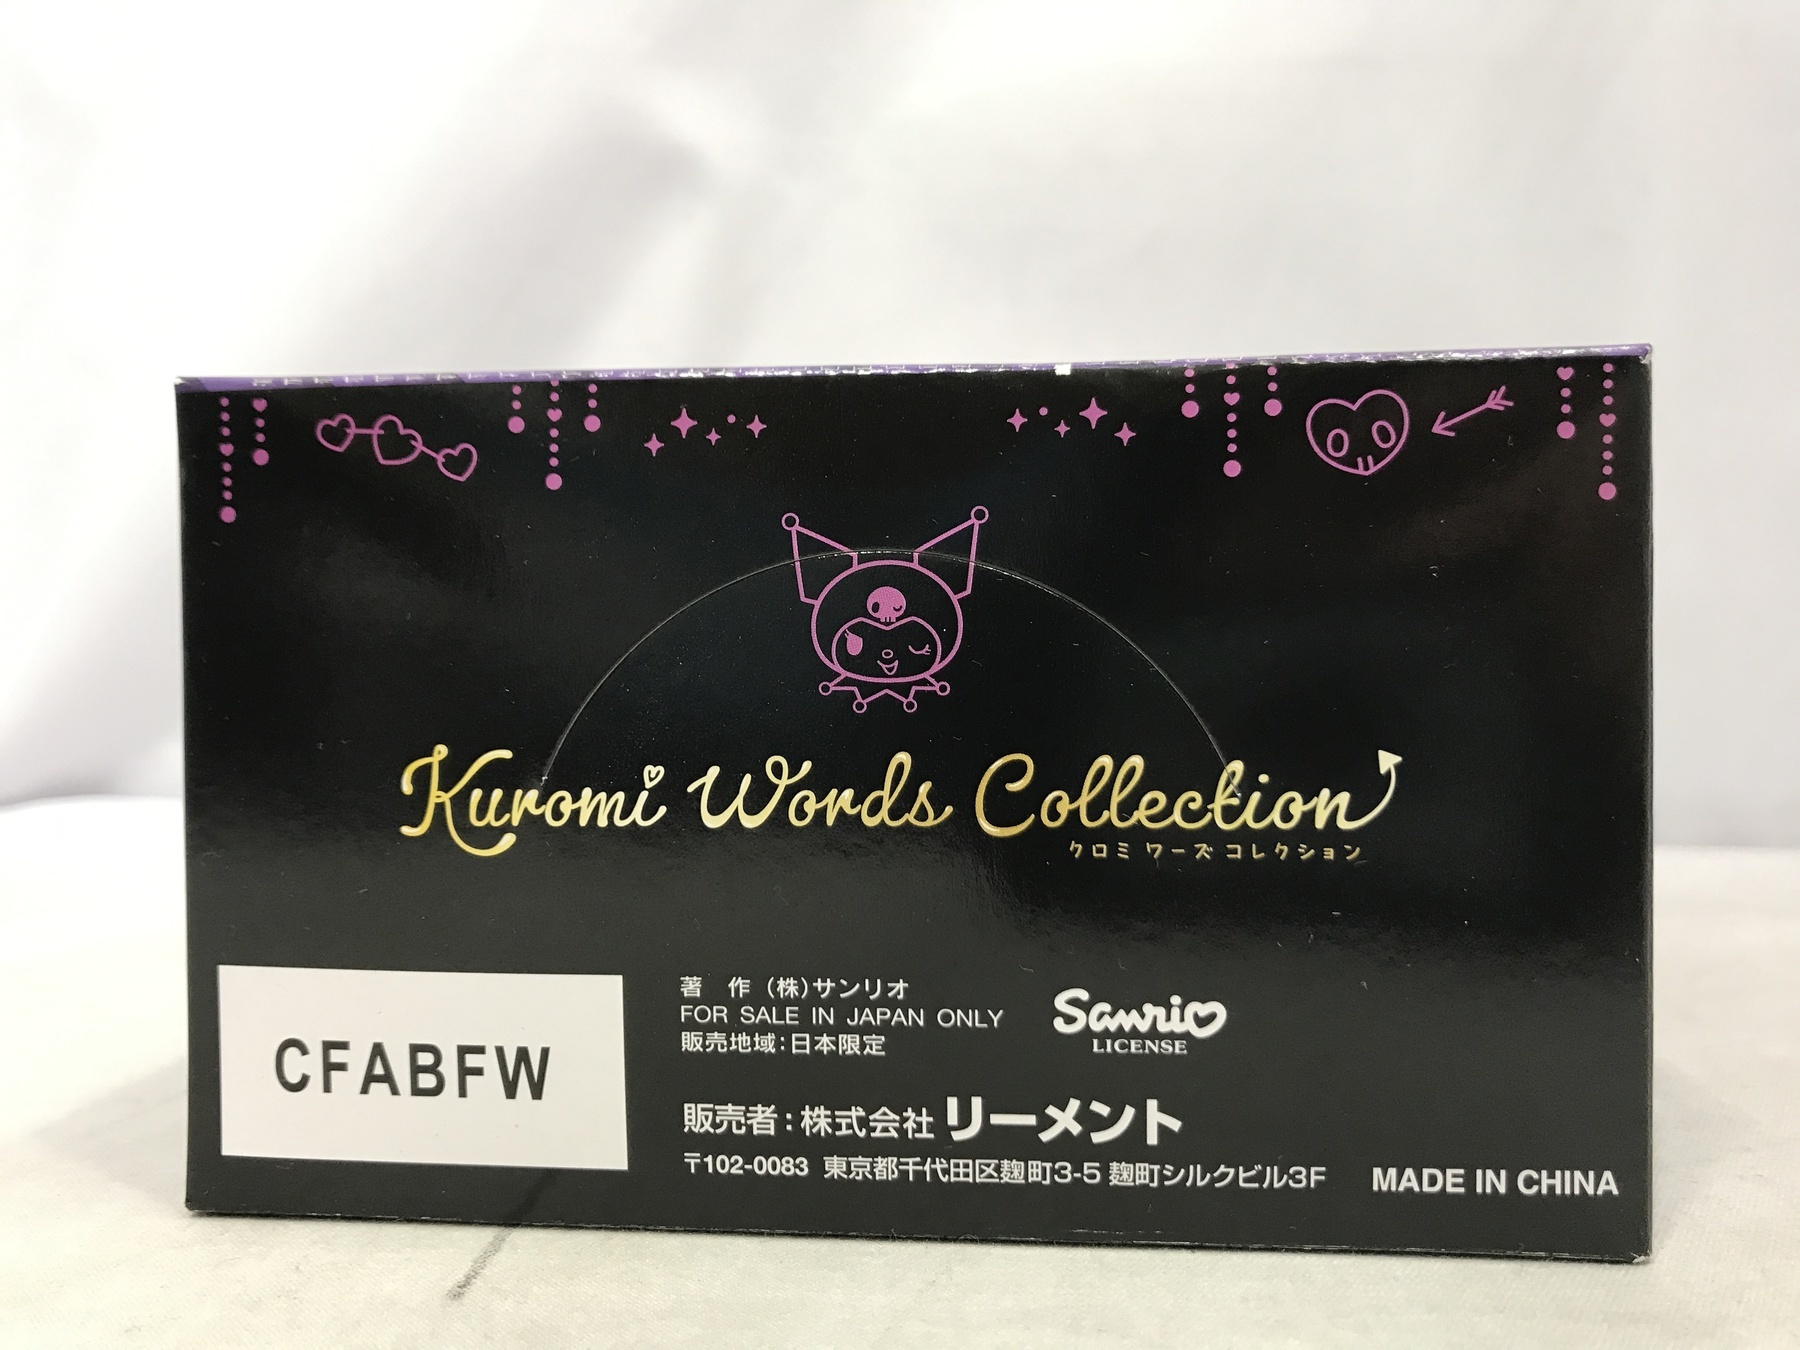 Kuromi Words Collection
クロミ ワーズ コレクション
CFABFW
著　作（株）サンリオ
FOR SALE IN JAPAN ONLY
販売地域：日本限定
Sanrio
LICENSE
販売者：株式会社 リーメント
〒102-0083 東京都千代田区麹町3-5 麹町シルクビル3F
MADE IN CHINA